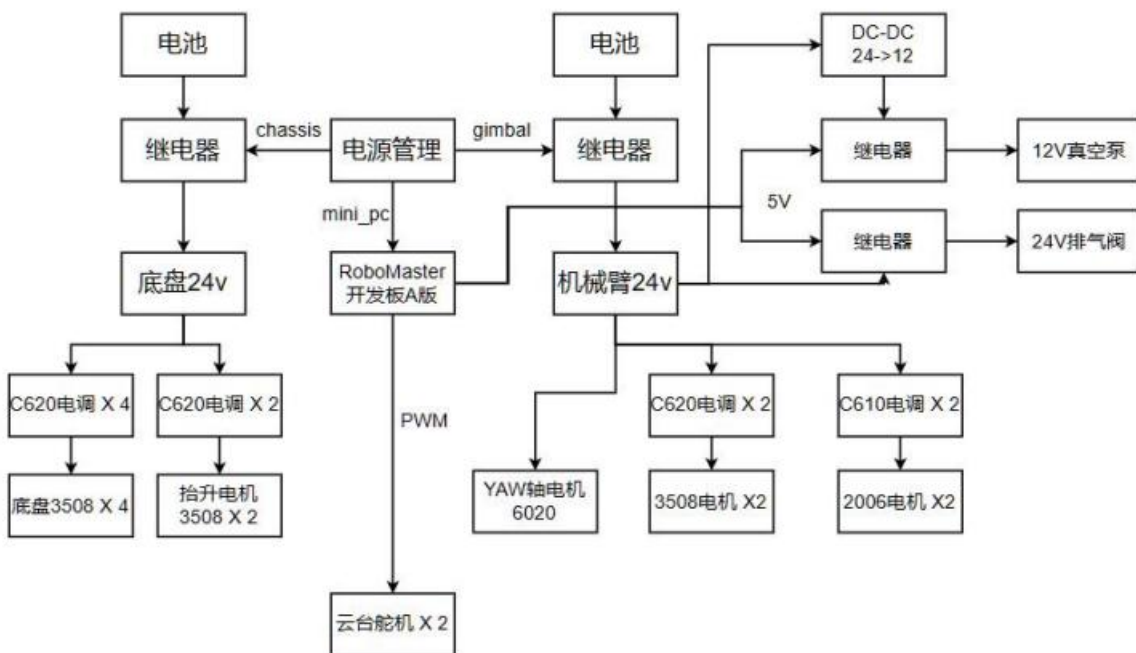 电池
电池
DC-DC
24->12
继电器
chassis
电源管理
gimbal
继电器
继电器
12V真空泵
mini_pc
5V
底盘24v
RoboMaster
开发板A版
机械臂24v
继电器
24V排气阀
C620电调 X 4
C620电调 X 2
PWM
C620电调 X 2
C610电调 X 2
底盘3508 X 4
抬升电机
3508 X 2
YAW轴电机
6020
3508电机 X2
2006电机 X2
云台舵机 X 2